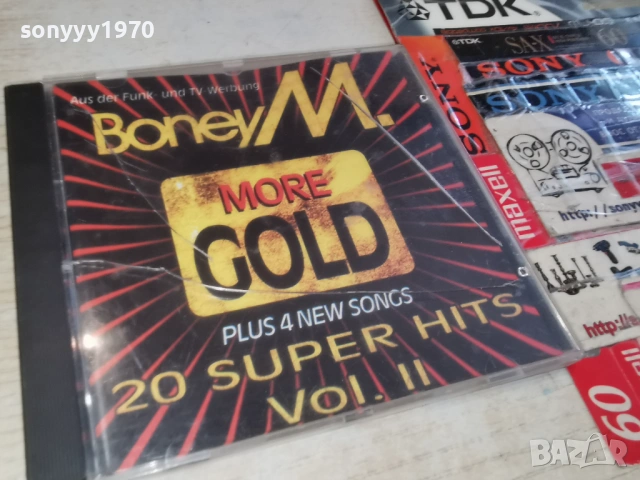 sonyyy1970
Aus der Funk- und TV-Werbung
Boney M.
MORE
GOLD
PLUS 4 NEW SONGS
20 SUPER HITS
Vol. II
TDK
TDK SA-X
SONY
SONY
SONY
maxell
http://sony
http://
60
BAZAR